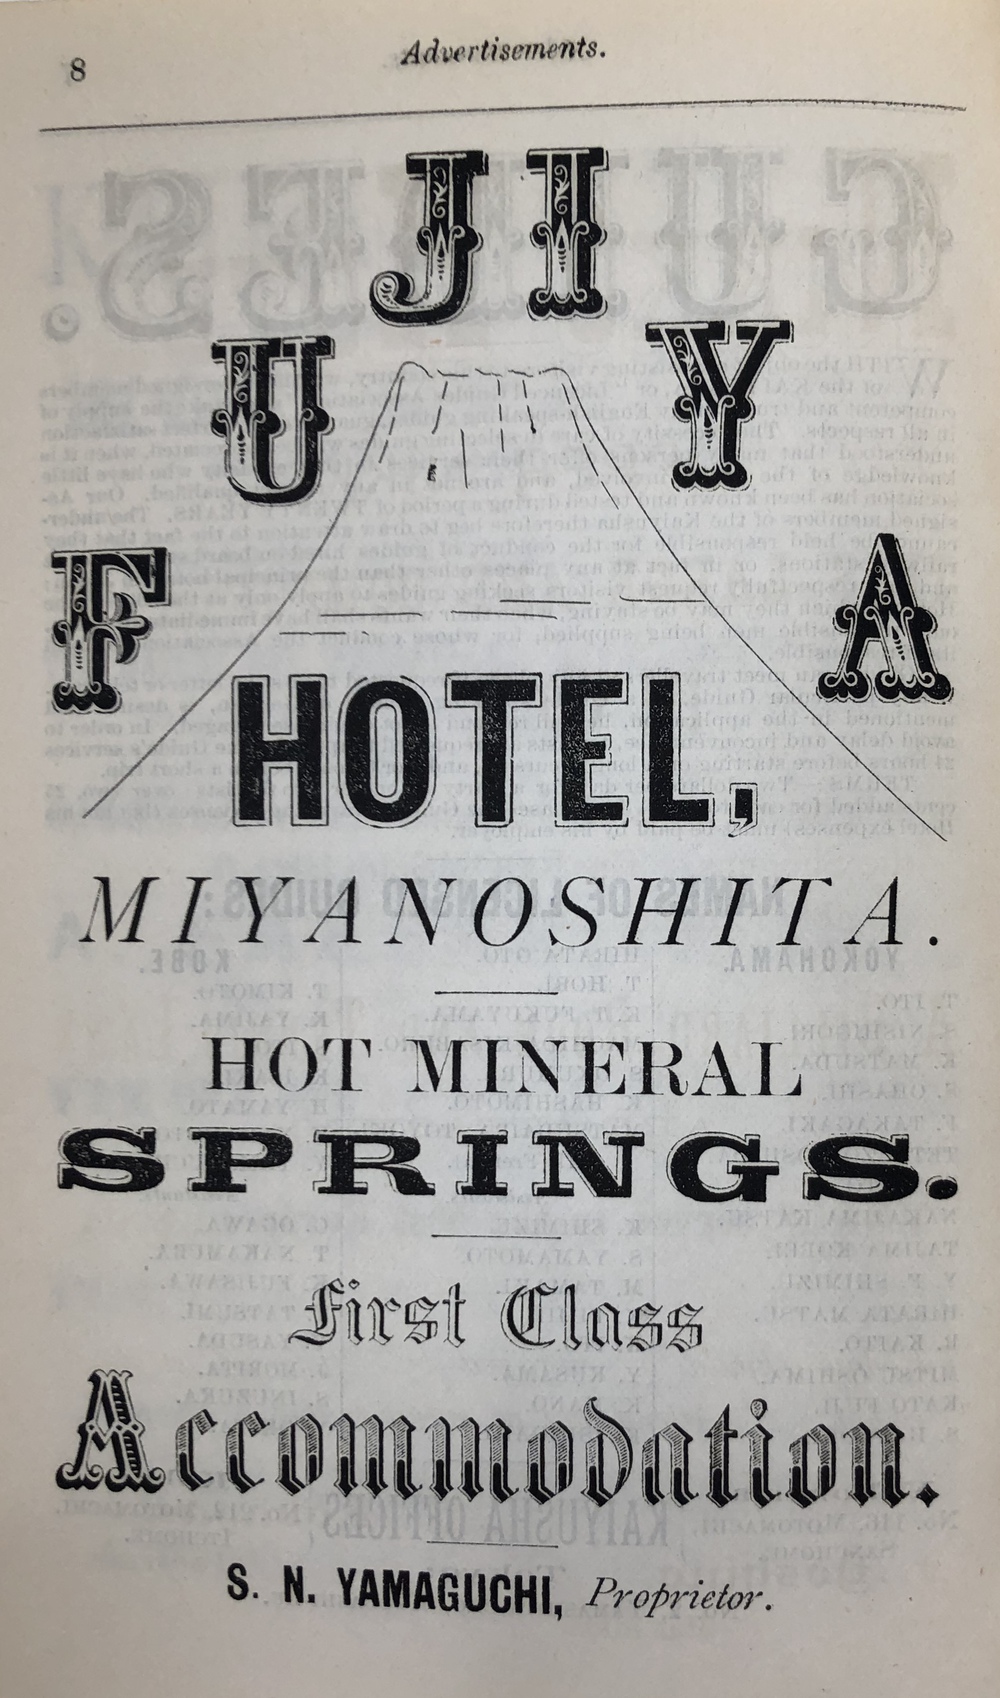 8
Advertisements.
FUJIYA
HOTEL,
MIYANOSHITA.
HOT MINERAL
SPRINGS.
First Class
Accommodation.
S. N. YAMAGUCHI, Proprietor.